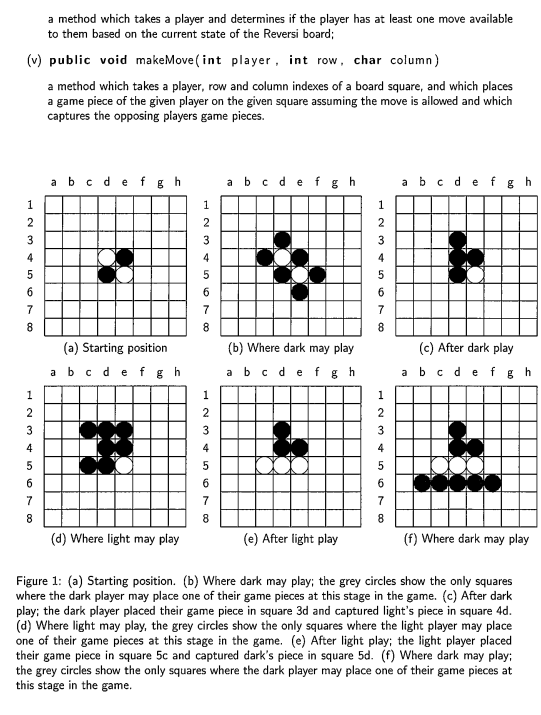 a method which takes a player and determines if the player has at least one move available
to them based on the current state of the Reversi board;
(v) public void makeMove(int player, int row, char column)
a method which takes a player, row and column indexes of a board square, and which places
a game piece of the given player on the given square assuming the move is allowed and which
captures the opposing players game pieces.
a b c d e f g h
1
2
3
4
5
6
7
8
(a) Starting position
a b c d e f g h
1
2
3
4
5
6
7
8
(b) Where dark may play
a b c d e f g h
1
2
3
4
5
6
7
8
(c) After dark play
a b c d e f g h
1
2
3
4
5
6
7
8
(d) Where light may play
a b c d e f g h
1
2
3
4
5
6
7
8
(e) After light play
a b c d e f g h
1
2
3
4
5
6
7
8
(f) Where dark may play
Figure 1: (a) Starting position. (b) Where dark may play; the grey circles show the only squares
where the dark player may place one of their game pieces at this stage in the game. (c) After dark
play; the dark player placed their game piece in square 3d and captured light's piece in square 4d.
(d) Where light may play, the grey circles show the only squares where the light player may place
one of their game pieces at this stage in the game. (e) After light play; the light player placed
their game piece in square 5c and captured dark's piece in square 5d. (f) Where dark may play;
the grey circles show the only squares where the dark player may place one of their game pieces at
this stage in the game.